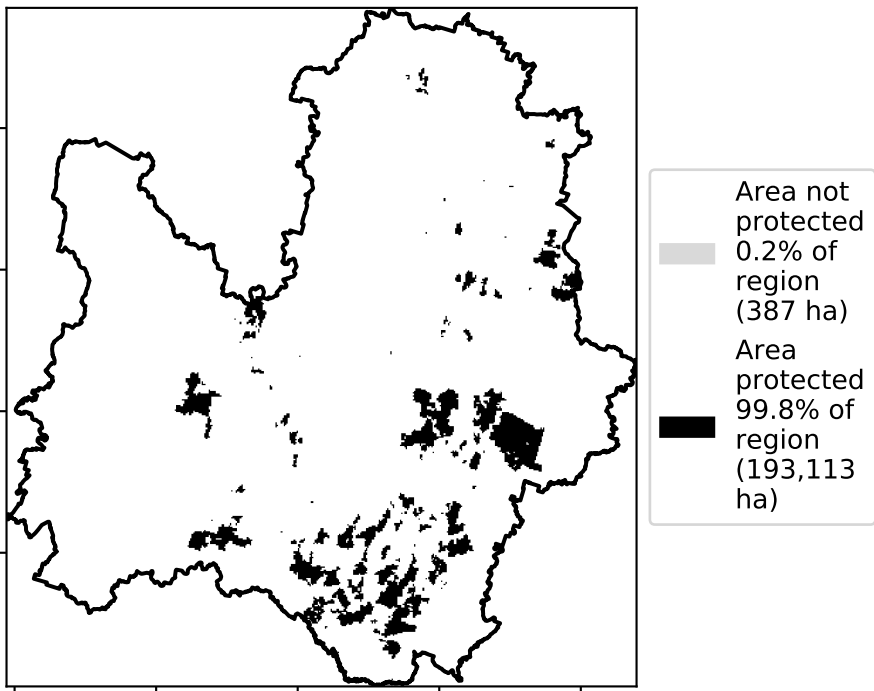 Area not
protected
0.2% of
region
(387 ha)
Area
protected
99.8% of
region
(193,113
ha)